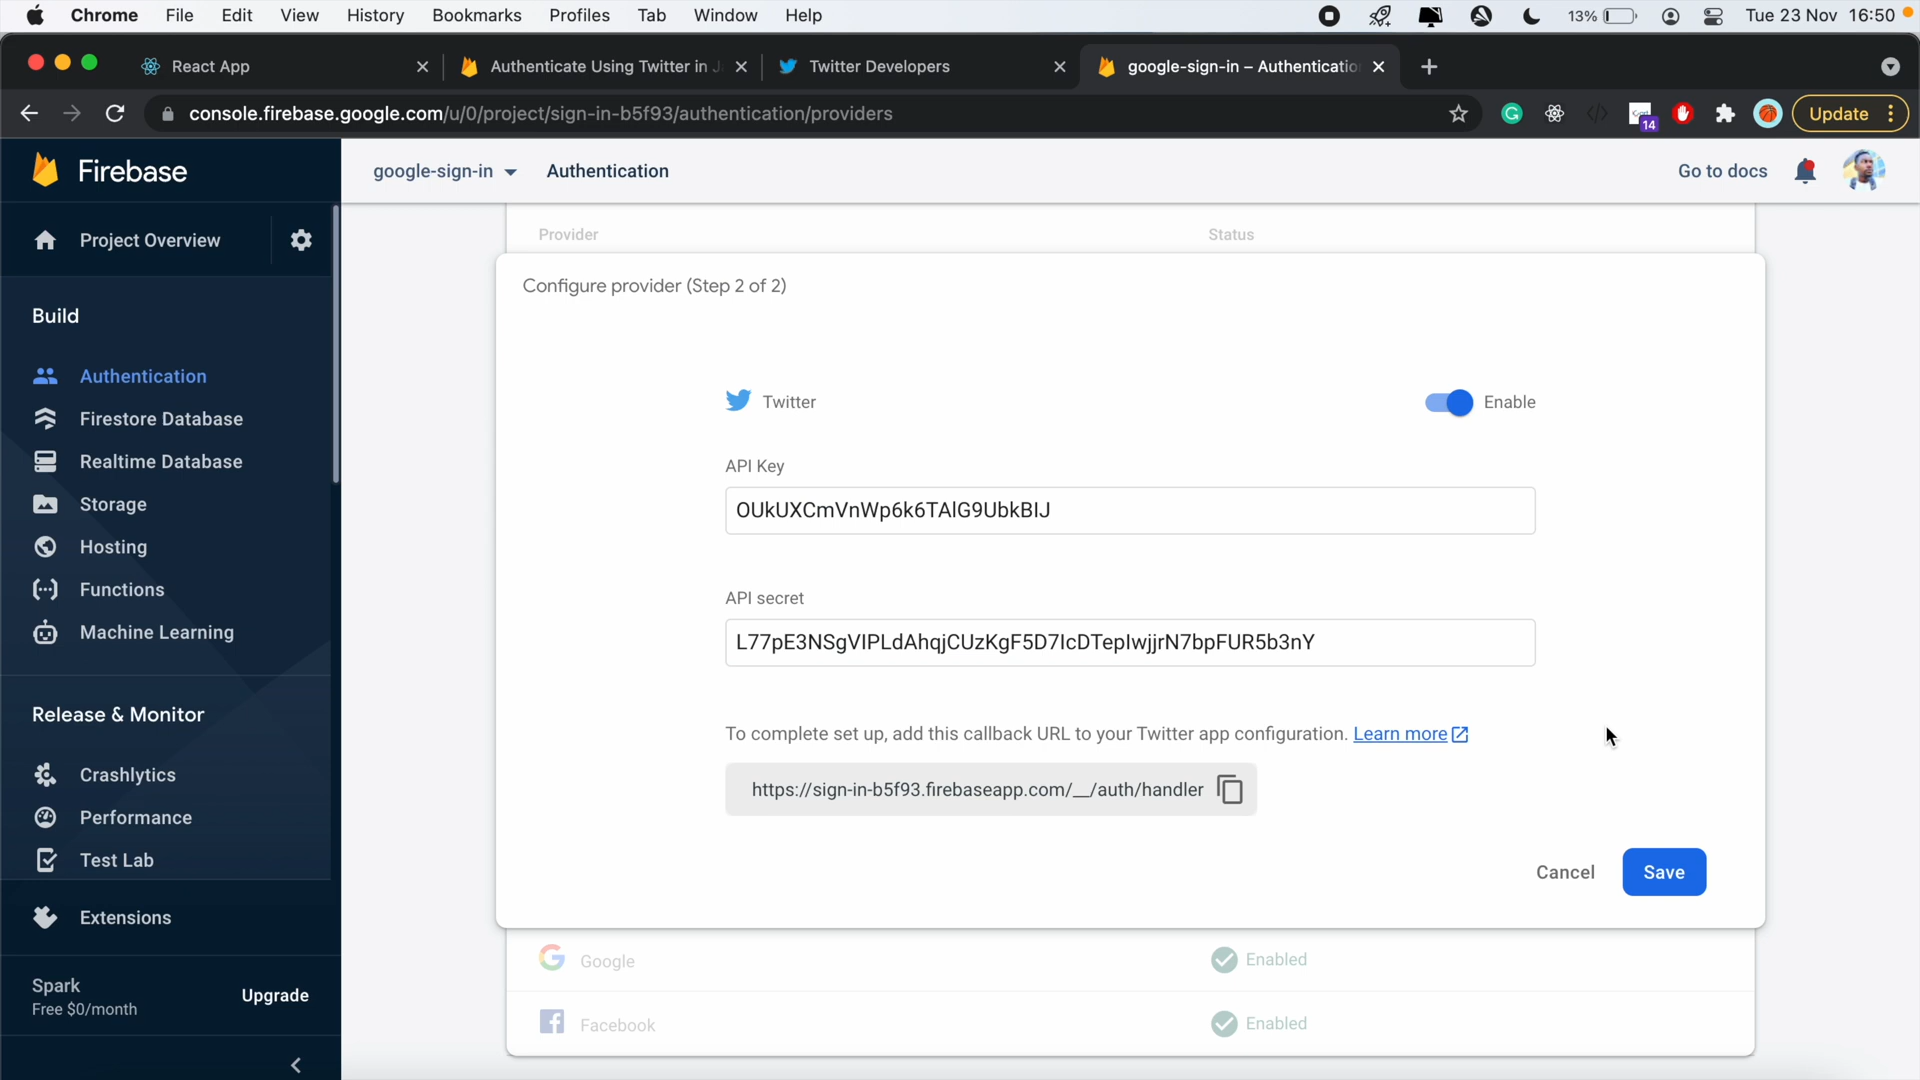 Chrome File Edit View History Bookmarks Profiles Tab Window Help 13% Tue 23 Nov 16:50
React App Authenticate Using Twitter in J Twitter Developers google-sign-in – Authenticatio
console.firebase.google.com/u/0/project/sign-in-b5f93/authentication/providers 14 Update
Firebase google-sign-in Authentication Go to docs
Project Overview
Build
Authentication
Firestore Database
Realtime Database
Storage
Hosting
Functions
Machine Learning
Release & Monitor
Crashlytics
Performance
Test Lab
Extensions
Spark
Free $0/month
Upgrade
Provider Status
Configure provider (Step 2 of 2)
Twitter Enable
API Key
OUkUXCmVnWp6k6TAIG9UbkBIJ
API secret
L77pE3NSgVIPLdAhqjCUzKgF5D7IcDTepIwjjrN7bpFUR5b3nY
To complete set up, add this callback URL to your Twitter app configuration. Learn more
https://sign-in-b5f93.firebaseapp.com/__/auth/handler
Cancel Save
Google Enabled
Facebook Enabled